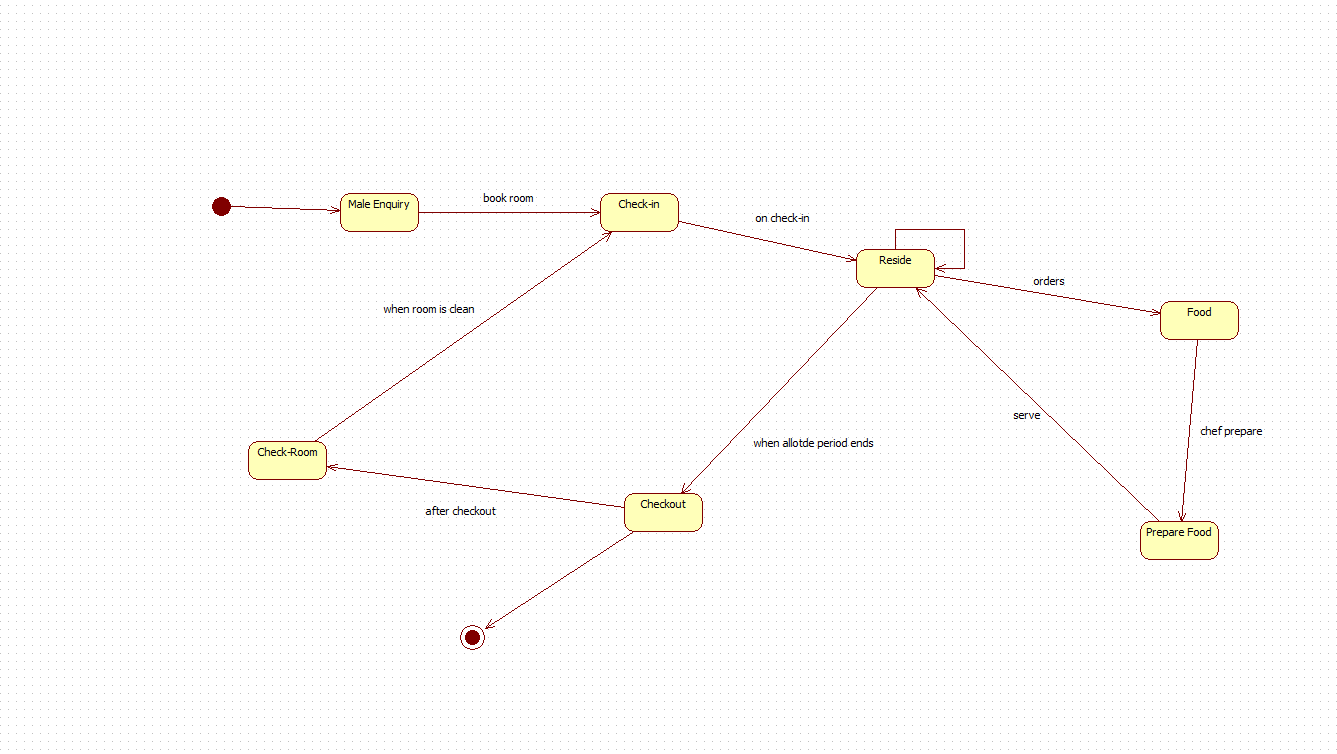 book room
Male Enquiry
Check-in
on check-in
Reside
orders
when room is clean
Food
serve
chef prepare
when allotde period ends
Check-Room
Checkout
after checkout
Prepare Food